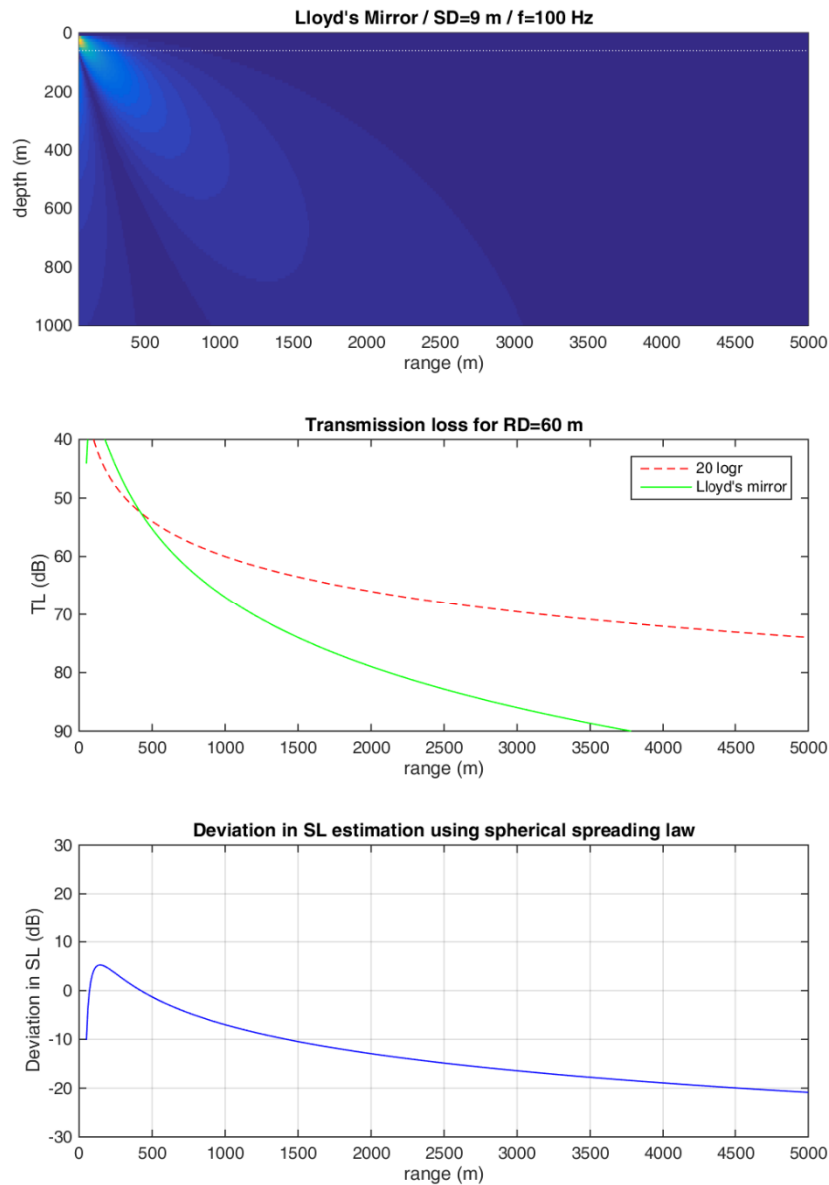 Lloyd's Mirror / SD=9 m / f=100 Hz
0
200
400
600
800
1000
depth (m)
500 1000 1500 2000 2500 3000 3500 4000 4500 5000
range (m)
Transmission loss for RD=60 m
40
50
60
70
80
90
TL (dB)
20 logr
Lloyd's mirror
0 500 1000 1500 2000 2500 3000 3500 4000 4500 5000
range (m)
Deviation in SL estimation using spherical spreading law
30
20
10
0
-10
-20
-30
Deviation in SL (dB)
0 500 1000 1500 2000 2500 3000 3500 4000 4500 5000
range (m)